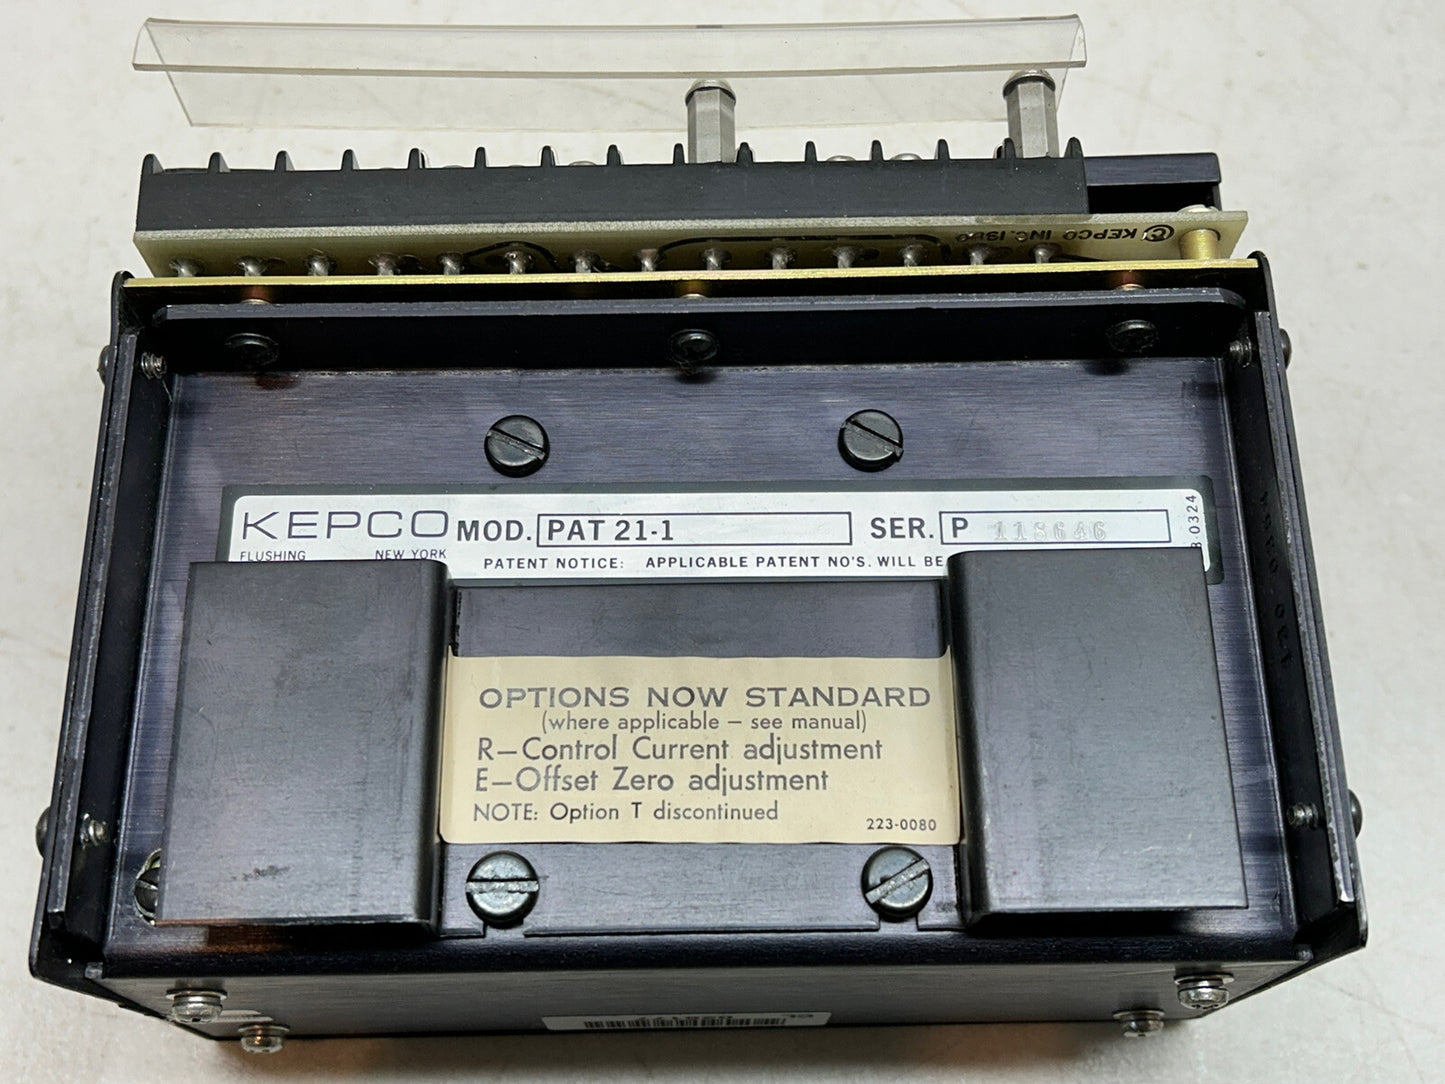 © KEPCO INC. 1980
KEPCO MOD. PAT 21-1 SER. P 118646
FLUSHING NEW YORK
PATENT NOTICE: APPLICABLE PATENT NO'S. WILL BE
0324
OPTIONS NOW STANDARD
(where applicable – see manual)
R–Control Current adjustment
E–Offset Zero adjustment
NOTE: Option T discontinued
223-0080